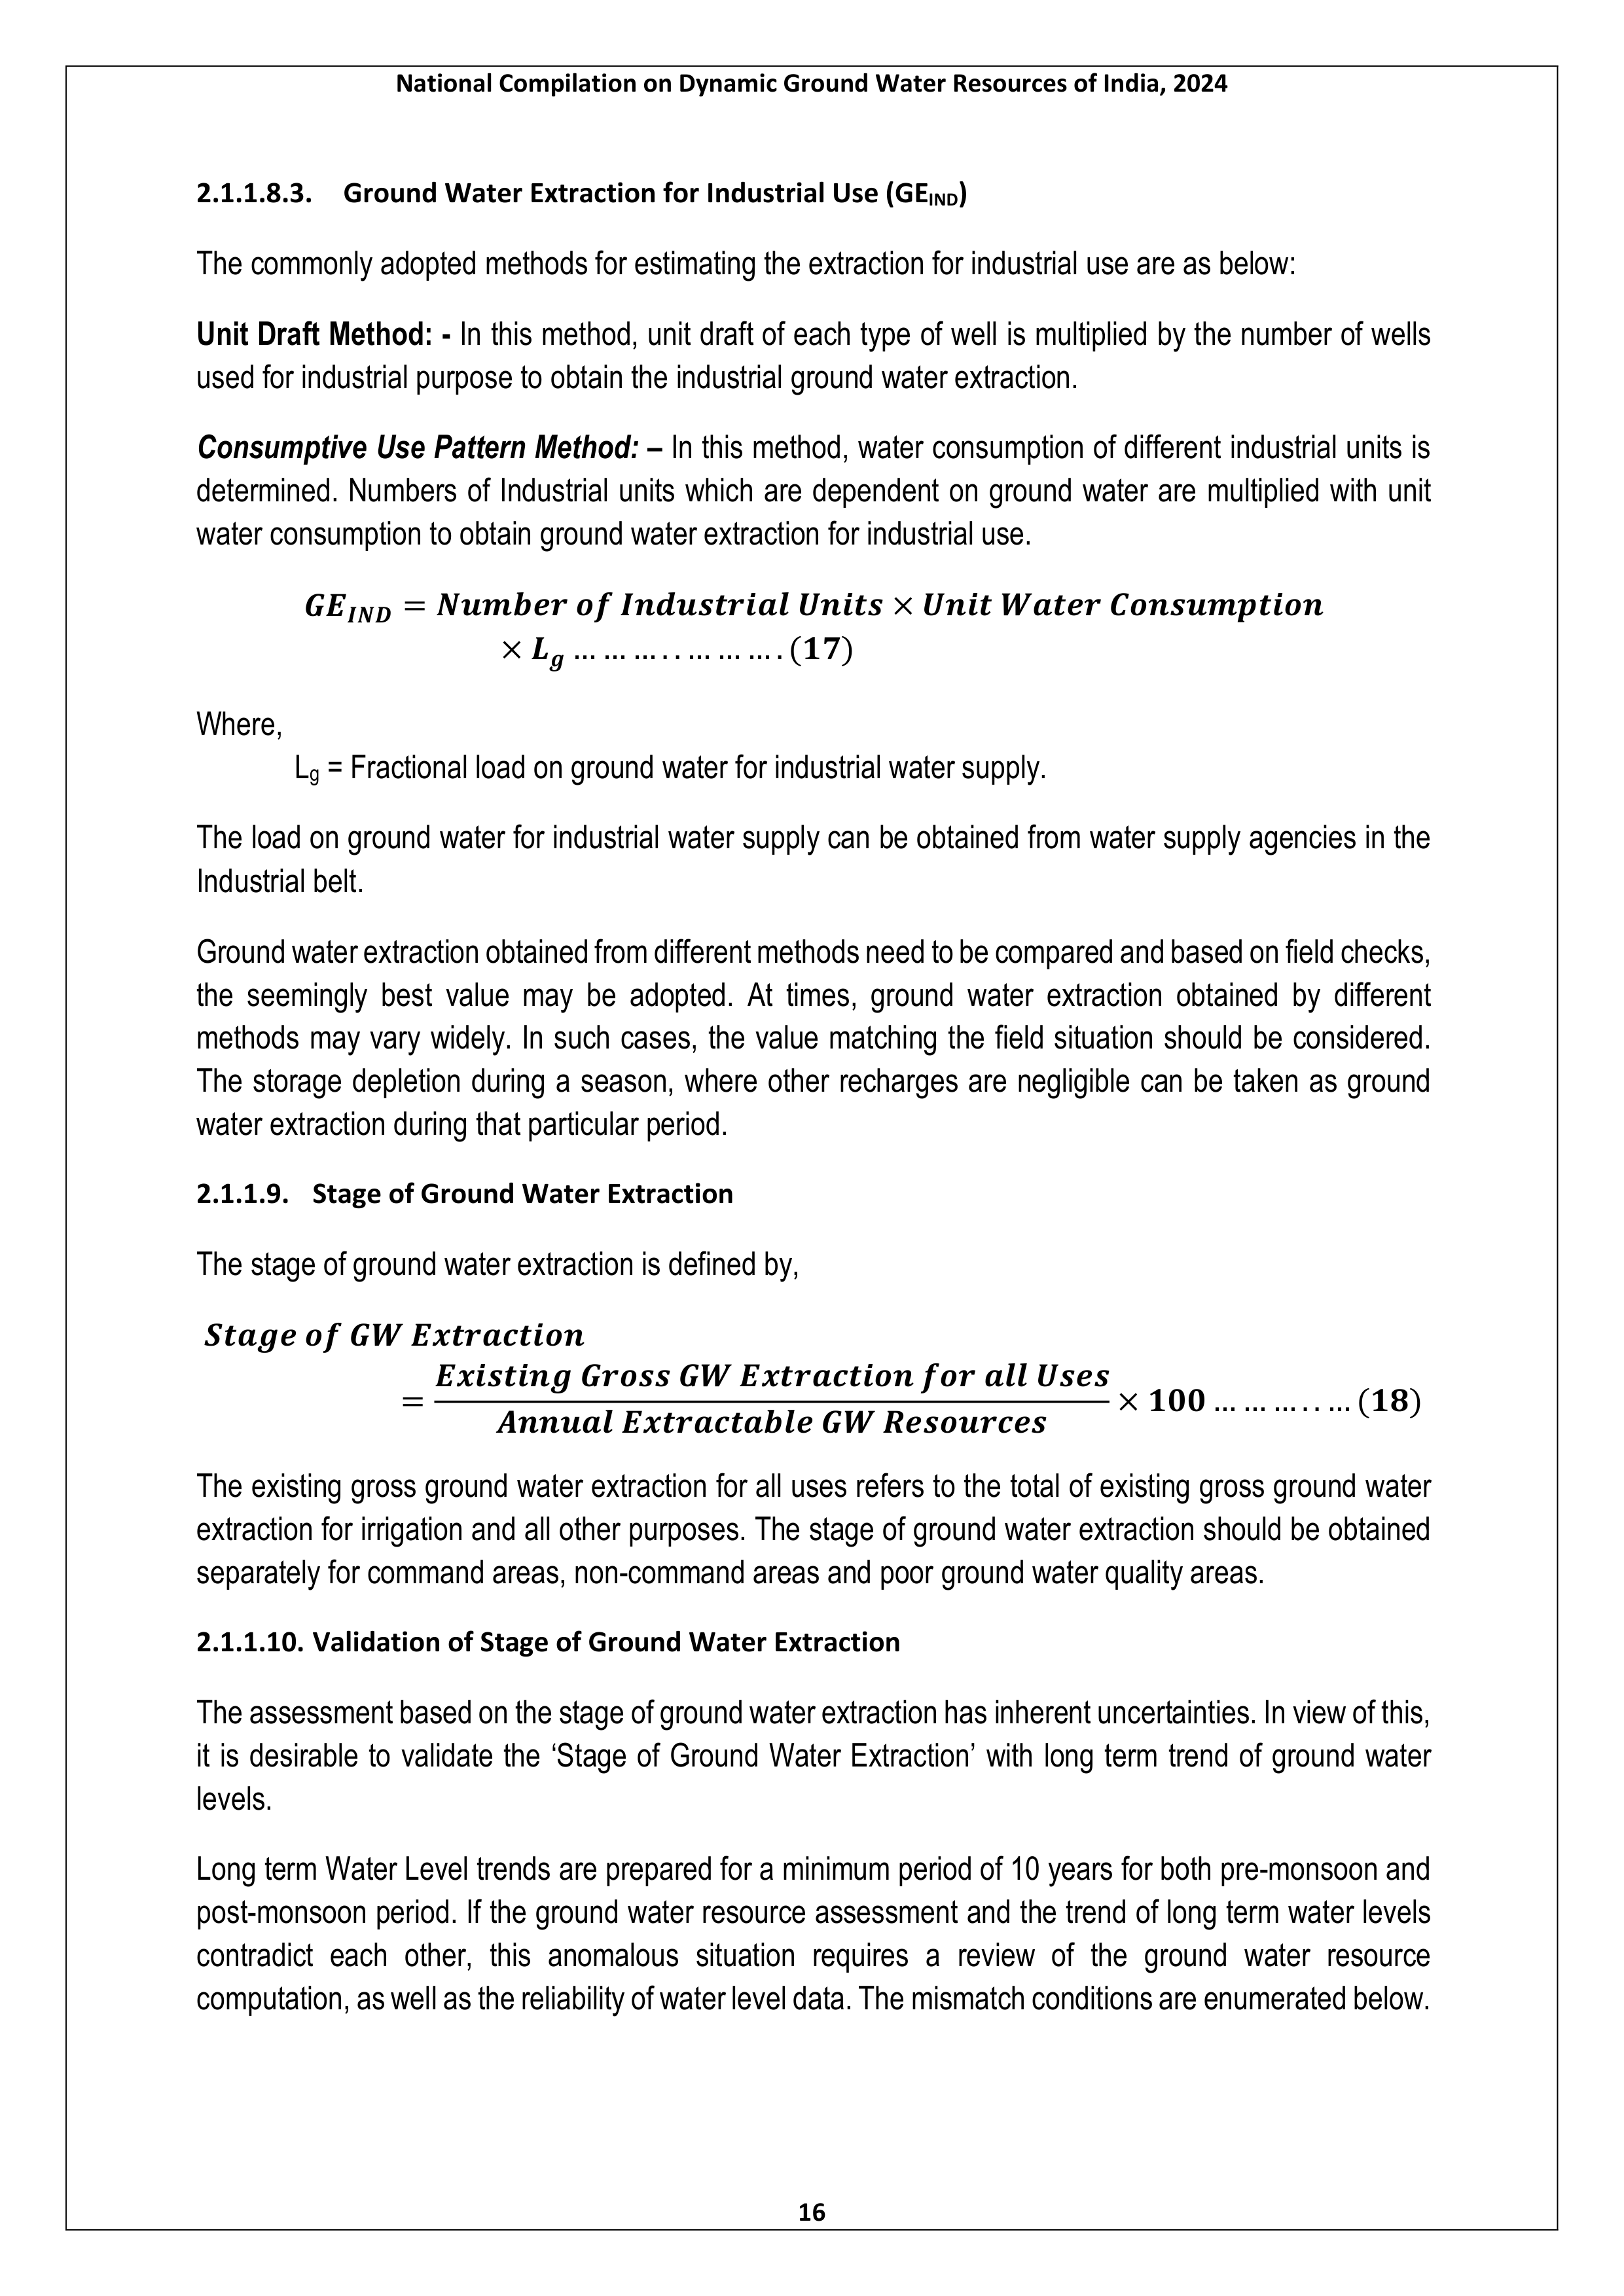 National Compilation on Dynamic Ground Water Resources of India, 2024
2.1.1.8.3. Ground Water Extraction for Industrial Use (GEIND)
The commonly adopted methods for estimating the extraction for industrial use are as below:
Unit Draft Method: - In this method, unit draft of each type of well is multiplied by the number of wells
used for industrial purpose to obtain the industrial ground water extraction.
Consumptive Use Pattern Method: – In this method, water consumption of different industrial units is
determined. Numbers of Industrial units which are dependent on ground water are multiplied with unit
water consumption to obtain ground water extraction for industrial use.
GEIND = Number of Industrial Units × Unit Water Consumption
× Lg … … … . . … … … . (17)
Where,
Lg = Fractional load on ground water for industrial water supply.
The load on ground water for industrial water supply can be obtained from water supply agencies in the
Industrial belt.
Ground water extraction obtained from different methods need to be compared and based on field checks,
the seemingly best value may be adopted. At times, ground water extraction obtained by different
methods may vary widely. In such cases, the value matching the field situation should be considered.
The storage depletion during a season, where other recharges are negligible can be taken as ground
water extraction during that particular period.
2.1.1.9. Stage of Ground Water Extraction
The stage of ground water extraction is defined by,
Stage of GW Extraction
Existing Gross GW Extraction for all Uses
= × 100 … … … . . … (18)
Annual Extractable GW Resources
The existing gross ground water extraction for all uses refers to the total of existing gross ground water
extraction for irrigation and all other purposes. The stage of ground water extraction should be obtained
separately for command areas, non-command areas and poor ground water quality areas.
2.1.1.10. Validation of Stage of Ground Water Extraction
The assessment based on the stage of ground water extraction has inherent uncertainties. In view of this,
it is desirable to validate the ‘Stage of Ground Water Extraction’ with long term trend of ground water
levels.
Long term Water Level trends are prepared for a minimum period of 10 years for both pre-monsoon and
post-monsoon period. If the ground water resource assessment and the trend of long term water levels
contradict each other, this anomalous situation requires a review of the ground water resource
computation, as well as the reliability of water level data. The mismatch conditions are enumerated below.
16